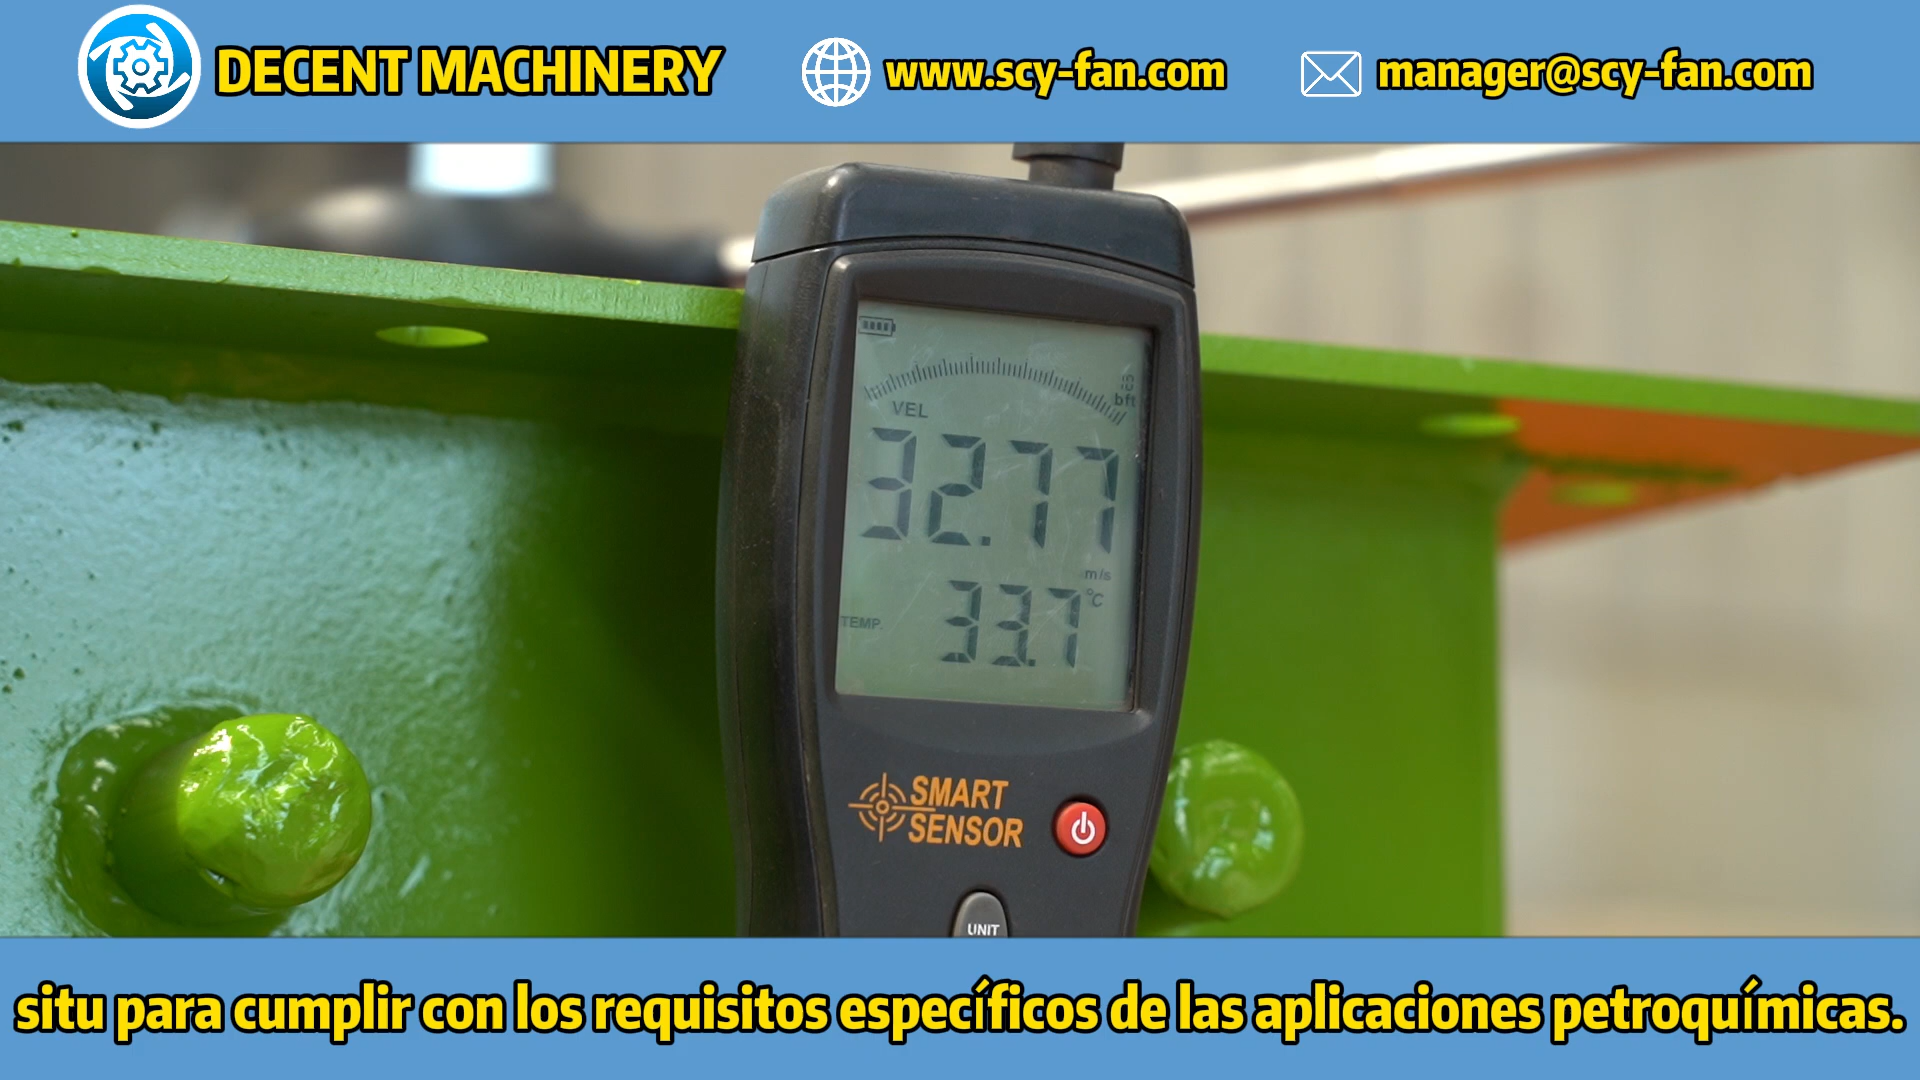 DECENT MACHINERY
www.scy-fan.com
manager@scy-fan.com
bft
VEL
32.77
m/s
TEMP. 33.7 °C
SMART
SENSOR
UNIT
situ para cumplir con los requisitos específicos de las aplicaciones petroquímicas.